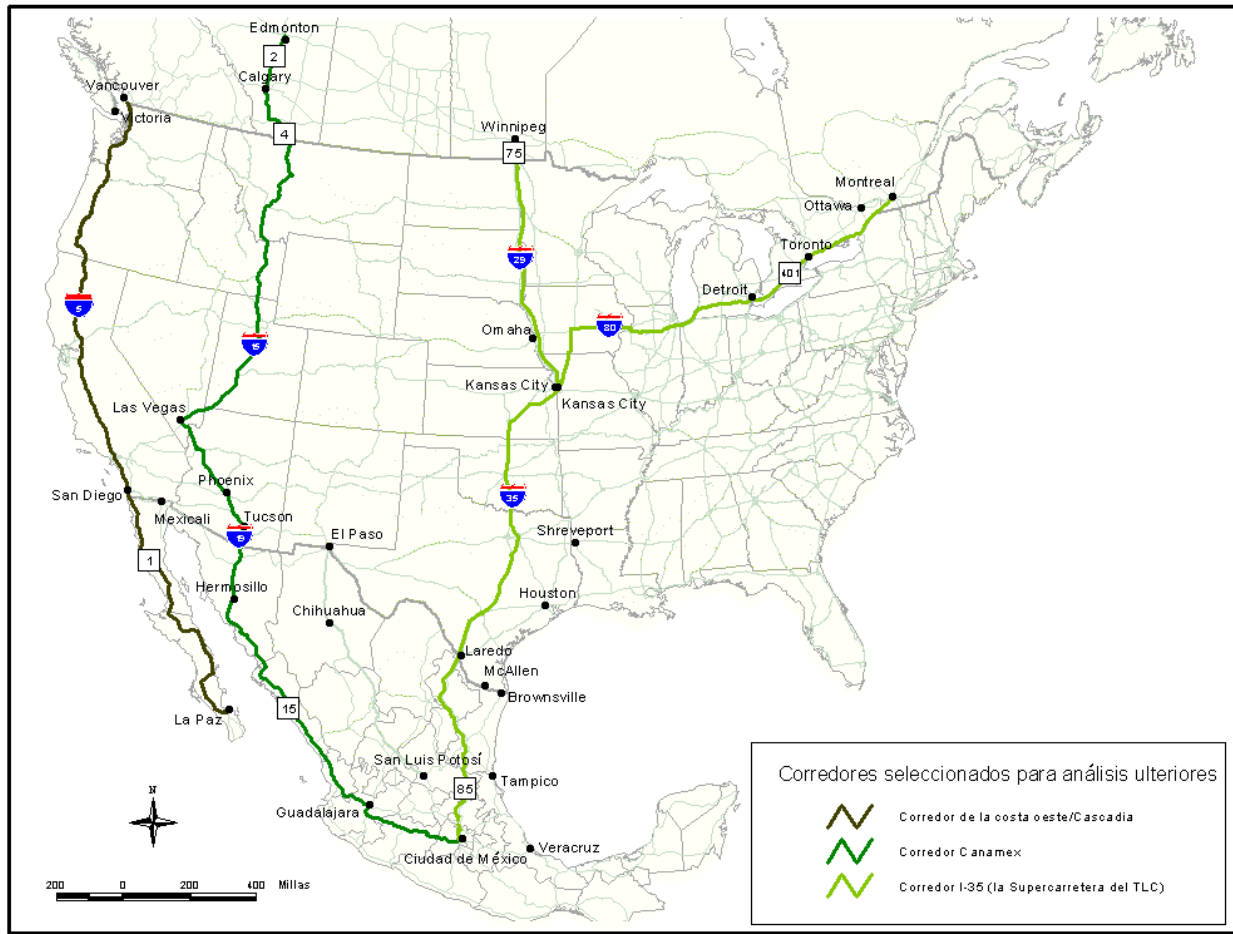 Edmonton
2
Calgary
Vancouver
Victoria
4
Winnipeg
75
Montreal
Ottawa
Toronto
401
Detroit
29
5
15
80
Omaha
Kansas City
Kansas City
Las Vegas
Phoenix
San Diego
Mexicali
Tucson
19
35
El Paso
Shreveport
1
Hermosillo
Chihuahua
Houston
Laredo
McAllen
Brownsville
La Paz
15
San Luis Potosí
Tampico
85
Guadalajara
Ciudad de México
Veracruz
N
200 0 200 400 Millas
Corredores seleccionados para análisis ulteriores
Corredor de la costa oeste/Cascadia
Corredor Canamex
Corredor I-35 (la Supercarretera del TLC)